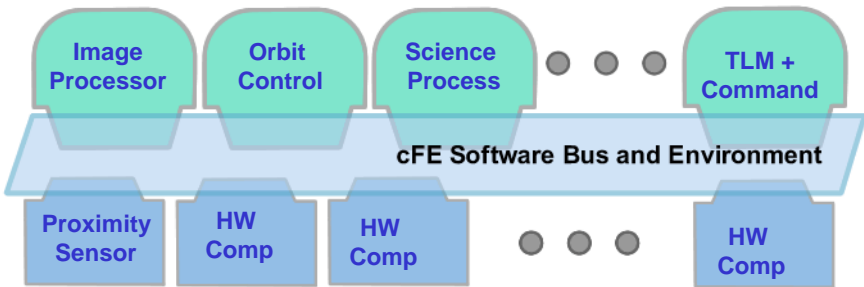 Image
Processor
Orbit
Control
Science
Process
TLM +
Command
cFE Software Bus and Environment
Proximity
Sensor
HW
Comp
HW
Comp
HW
Comp